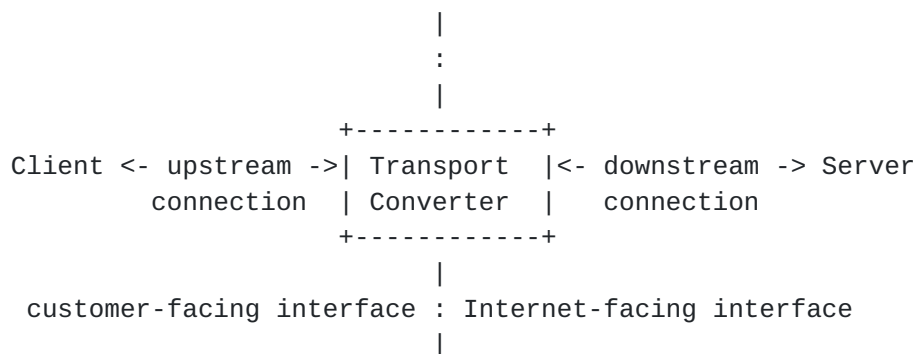 |
:
|
+------------+
Client <- upstream ->| Transport |<- downstream -> Server
connection | Converter | connection
+------------+
|
customer-facing interface : Internet-facing interface
|